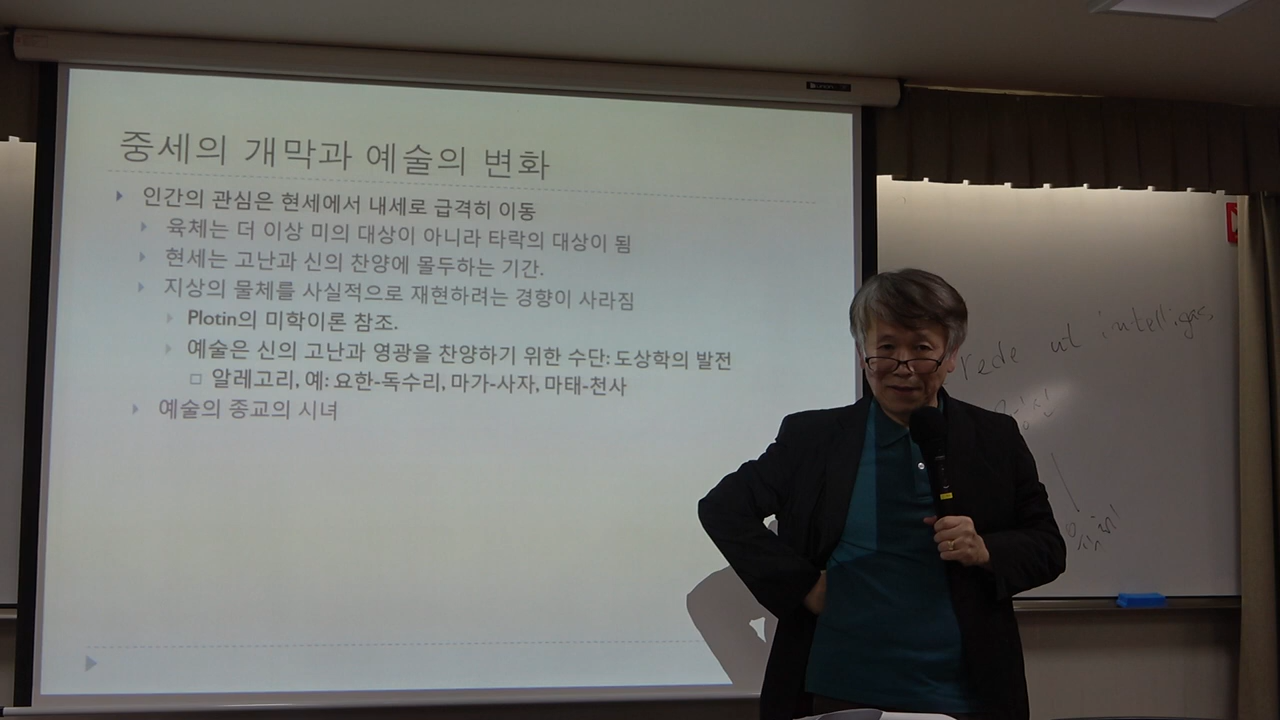 중세의 개막과 예술의 변화
인간의 관심은 현세에서 내세로 급격히 이동
육체는 더 이상 미의 대상이 아니라 타락의 대상이 됨
현세는 고난과 신의 찬양에 몰두하는 기간.
지상의 물체를 사실적으로 재현하려는 경향이 사라짐
Plotin의 미학이론 참조.
예술은 신의 고난과 영광을 찬양하기 위한 수단: 도상학의 발전
알레고리, 예: 요한-독수리, 마가-사자, 마태-천사
예술의 종교의 시녀
rede ut intelligas,